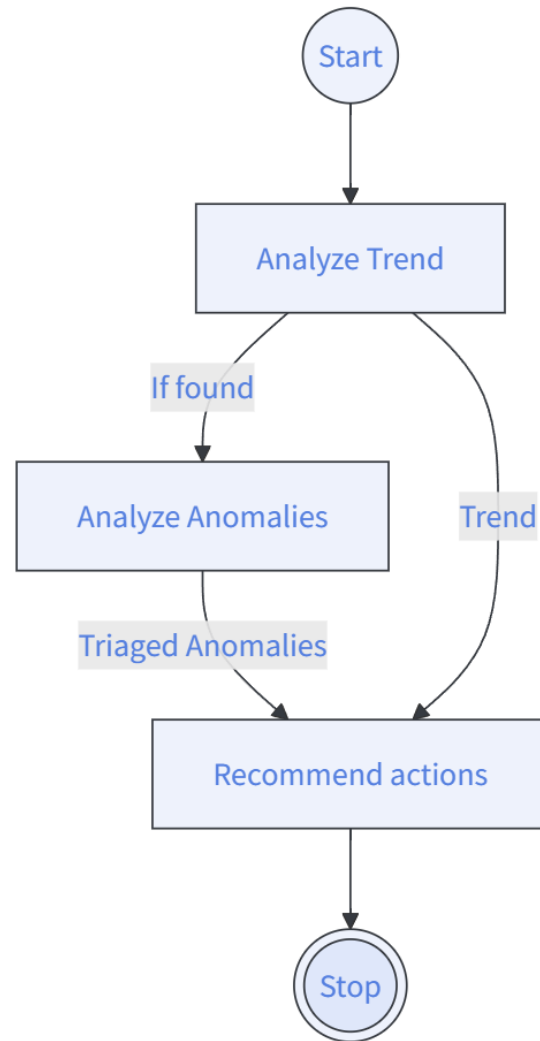 Start
Analyze Trend
If found
Analyze Anomalies
Trend
Triaged Anomalies
Recommend actions
Stop